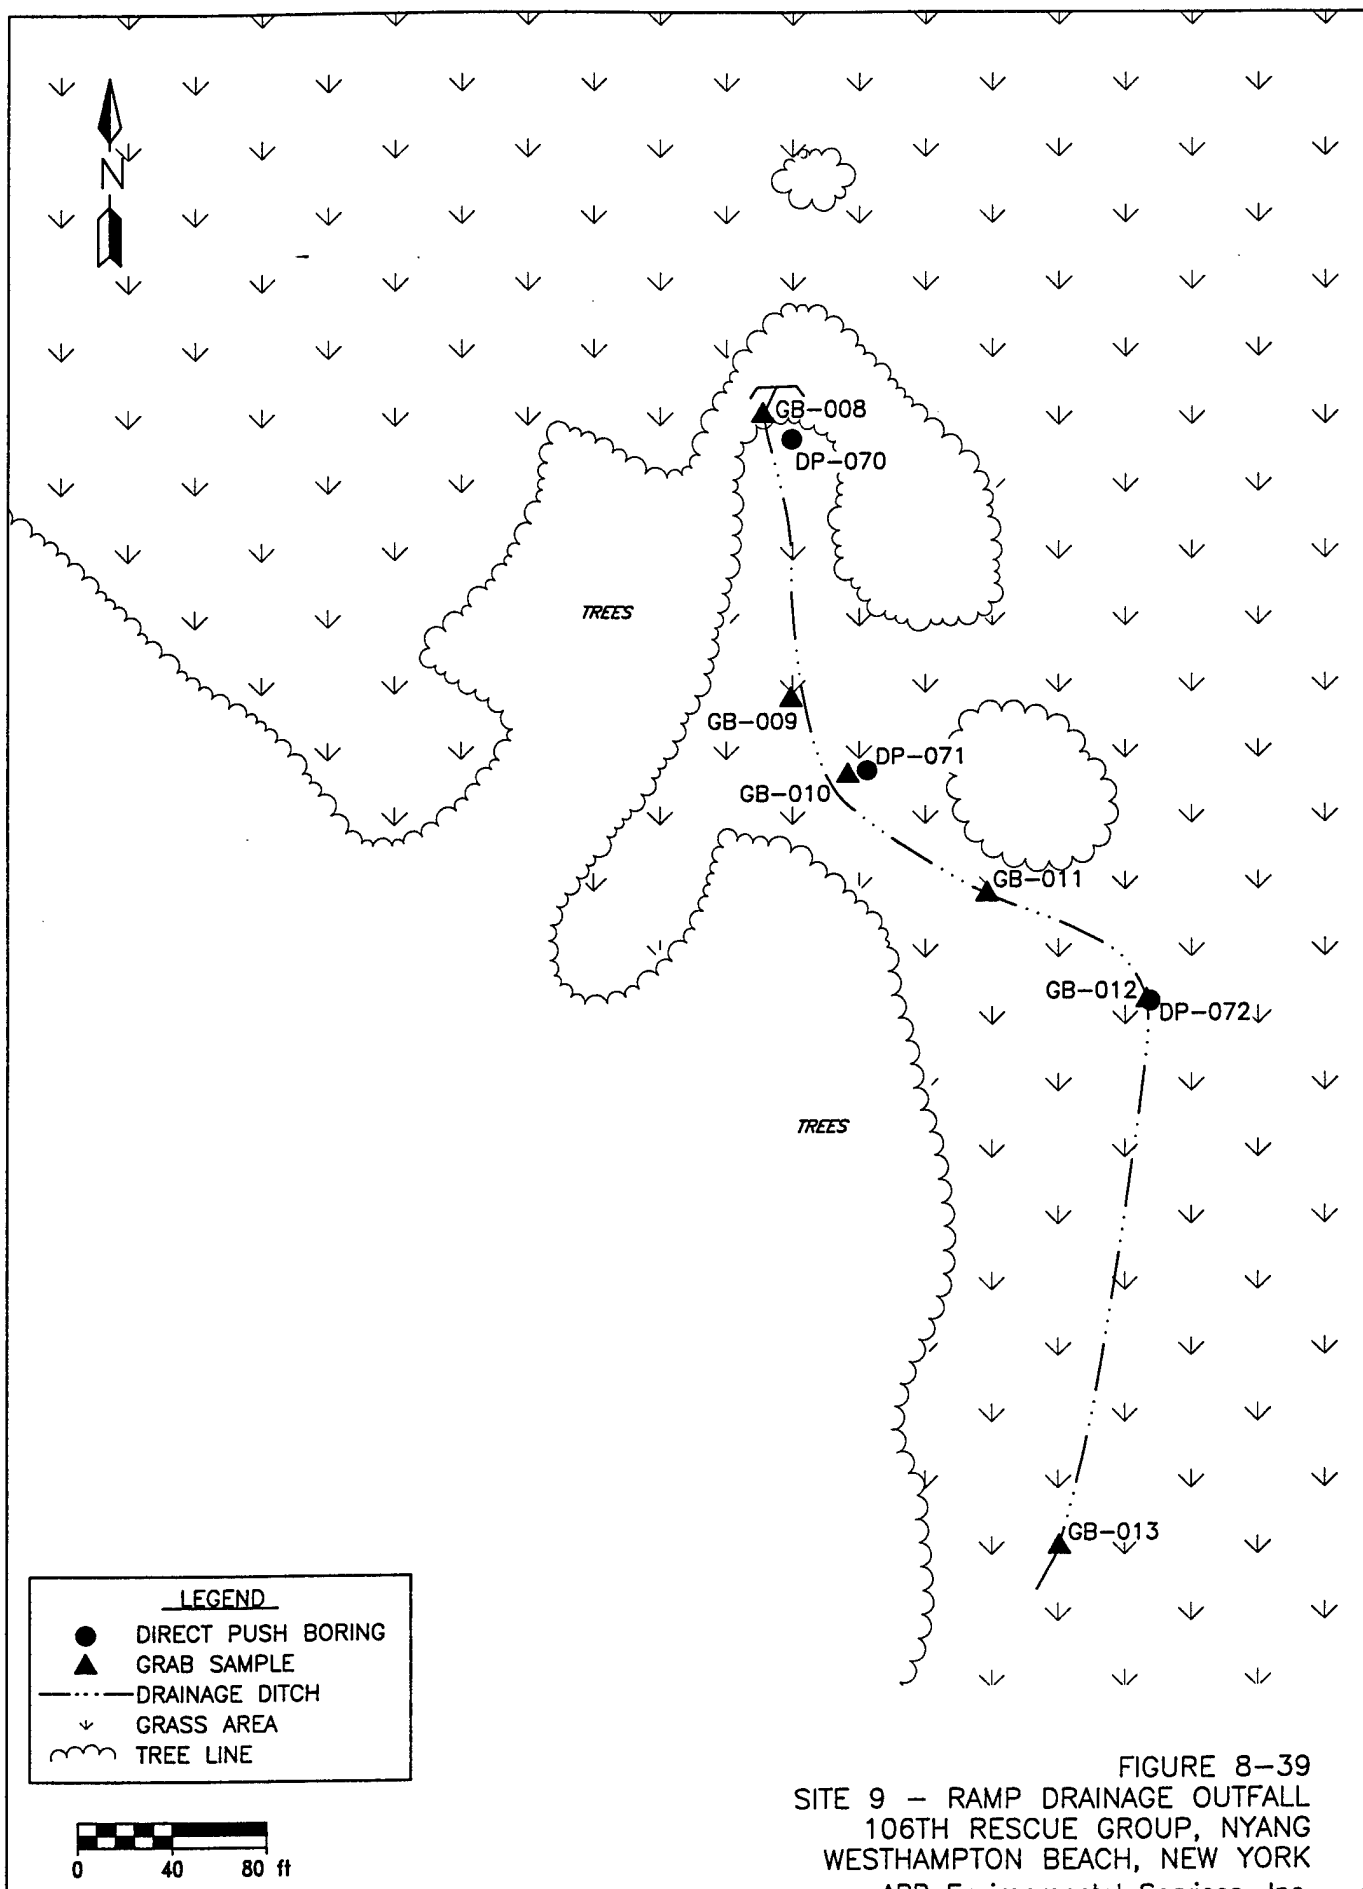 N
GB-008
DP-070
TREES
GB-009
DP-071
GB-010
GB-011
GB-012
DP-072
TREES
GB-013
LEGEND
DIRECT PUSH BORING
GRAB SAMPLE
DRAINAGE DITCH
GRASS AREA
TREE LINE
0 40 80 ft
FIGURE 8-39
SITE 9 - RAMP DRAINAGE OUTFALL
106TH RESCUE GROUP, NYANG
WESTHAMPTON BEACH, NEW YORK
Services, Inc.